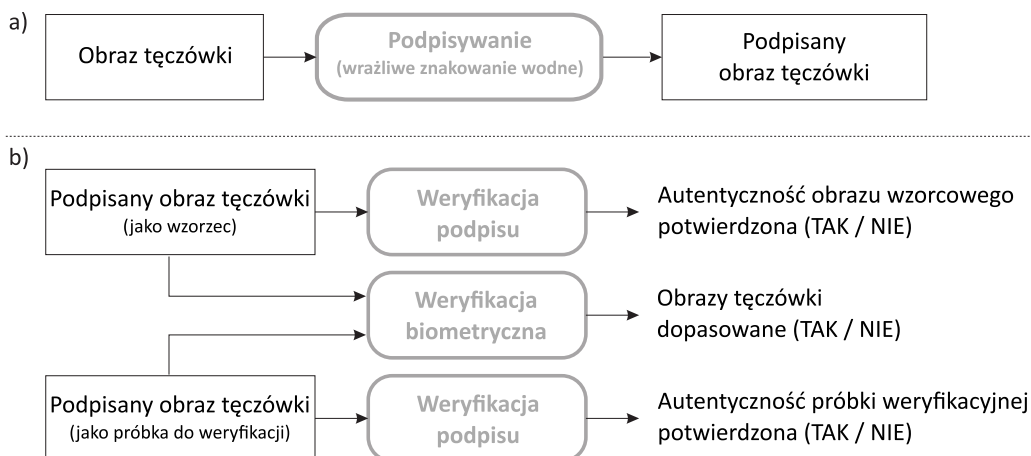 a)
Obraz tęczówki
Podpisywanie
(wrażliwe znakowanie wodne)
Podpisany
obraz tęczówki
b)
Podpisany obraz tęczówki
(jako wzorzec)
Weryfikacja
podpisu
Autentyczność obrazu wzorcowego
potwierdzona (TAK / NIE)
Weryfikacja
biometryczna
Obrazy tęczówki
dopasowane (TAK / NIE)
Podpisany obraz tęczówki
(jako próbka do weryfikacji)
Weryfikacja
podpisu
Autentyczność próbki weryfikacyjnej
potwierdzona (TAK / NIE)